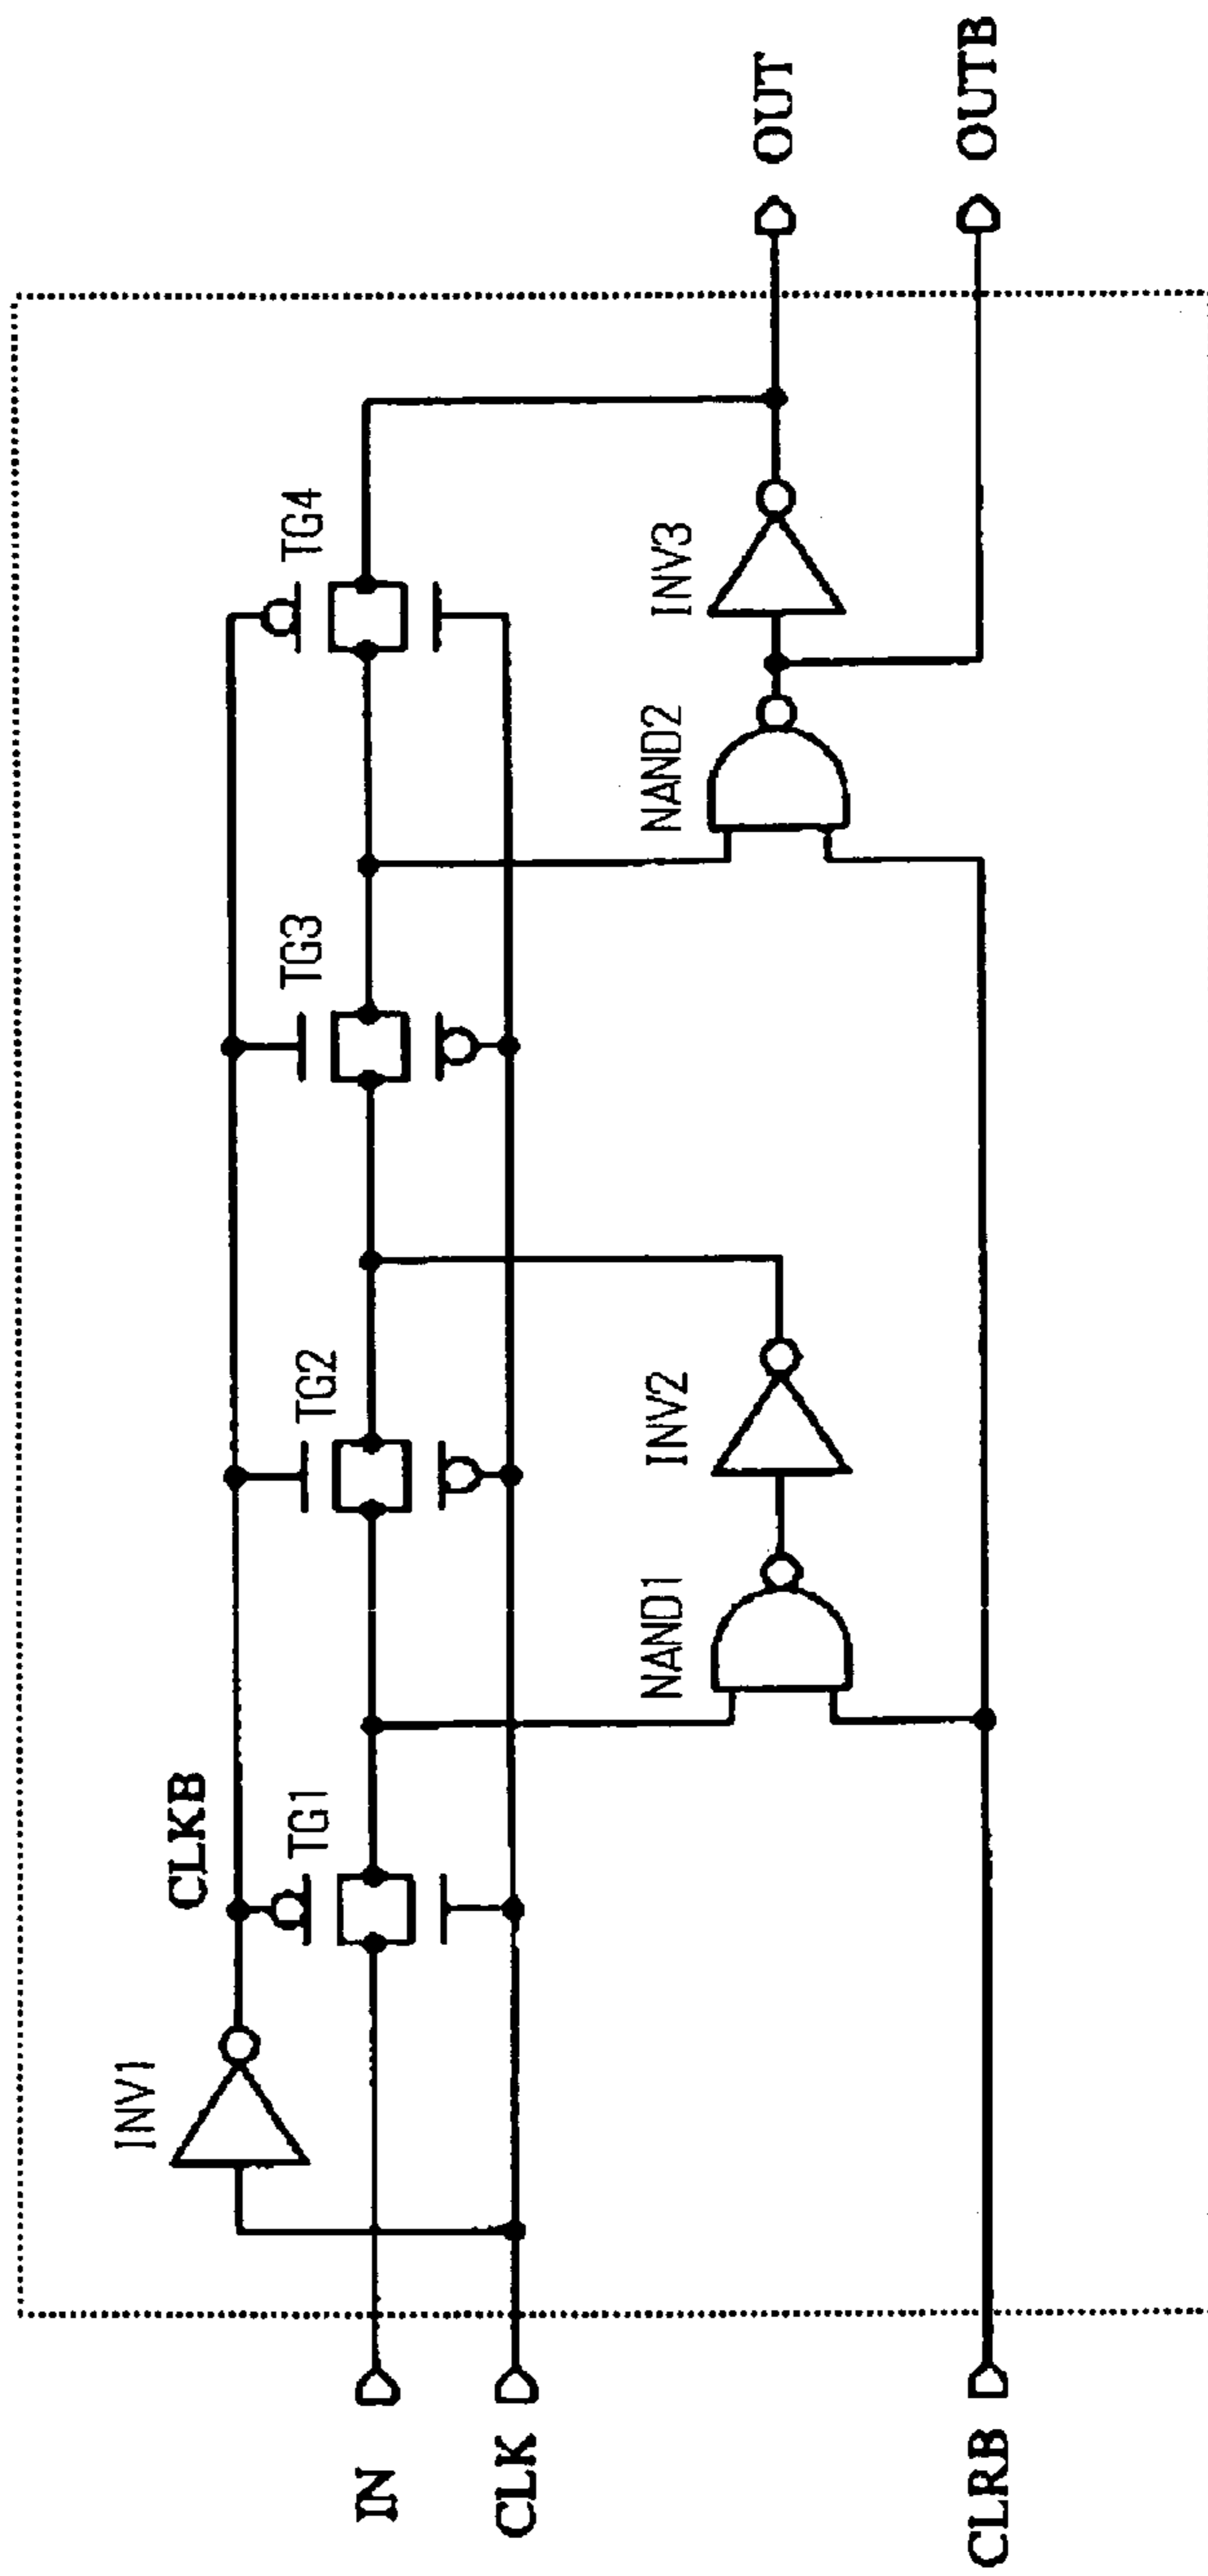 INV1
CLKB
TG1
TG2
TG3
TG4
IN
CLK
NAND1
INV2
NAND2
INV3
OUT
CLRB
OUTB